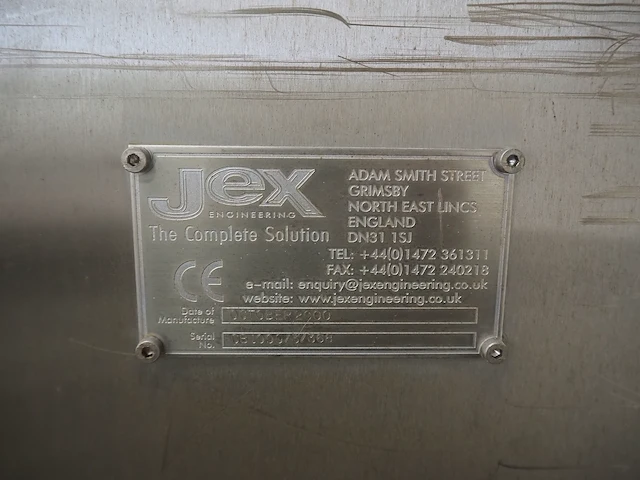 Jex
ENGINEERING
The Complete Solution
ADAM SMITH STREET
GRIMSBY
NORTH EAST LINCS
ENGLAND
DN31 1SJ
TEL: +44(0)1472 361311
FAX: +44(0)1472 240218
e-mail: enquiry@jexengineering.co.uk
website: www.jexengineering.co.uk
CE
Date of
Manufacture
OCTOBER 2000
Serial
No.